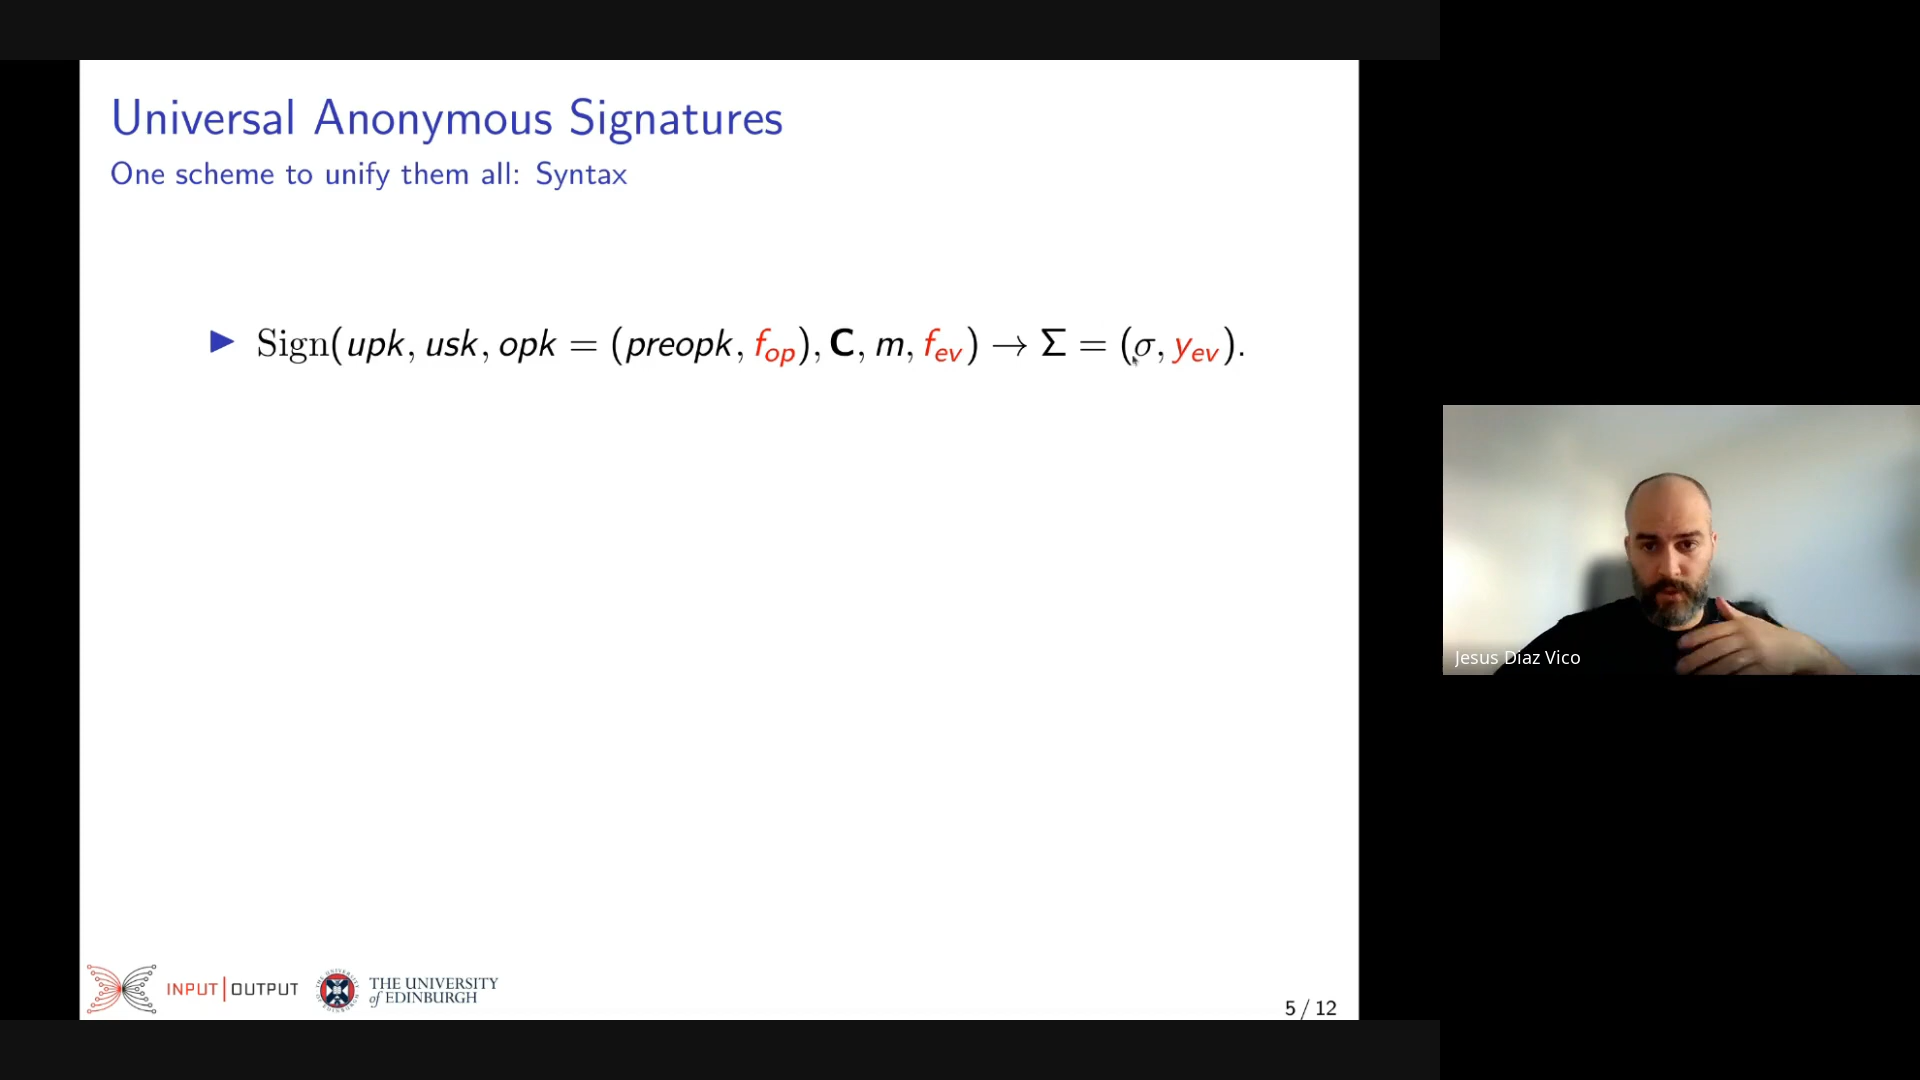 Universal Anonymous Signatures
One scheme to unify them all: Syntax
▶ Sign(upk, usk, opk = (preopk, f_op), C, m, f_ev) → Σ = (σ, y_ev).
Jesus Diaz Vico
INPUT|OUTPUT
THE UNIVERSITY
of EDINBURGH
5 / 12